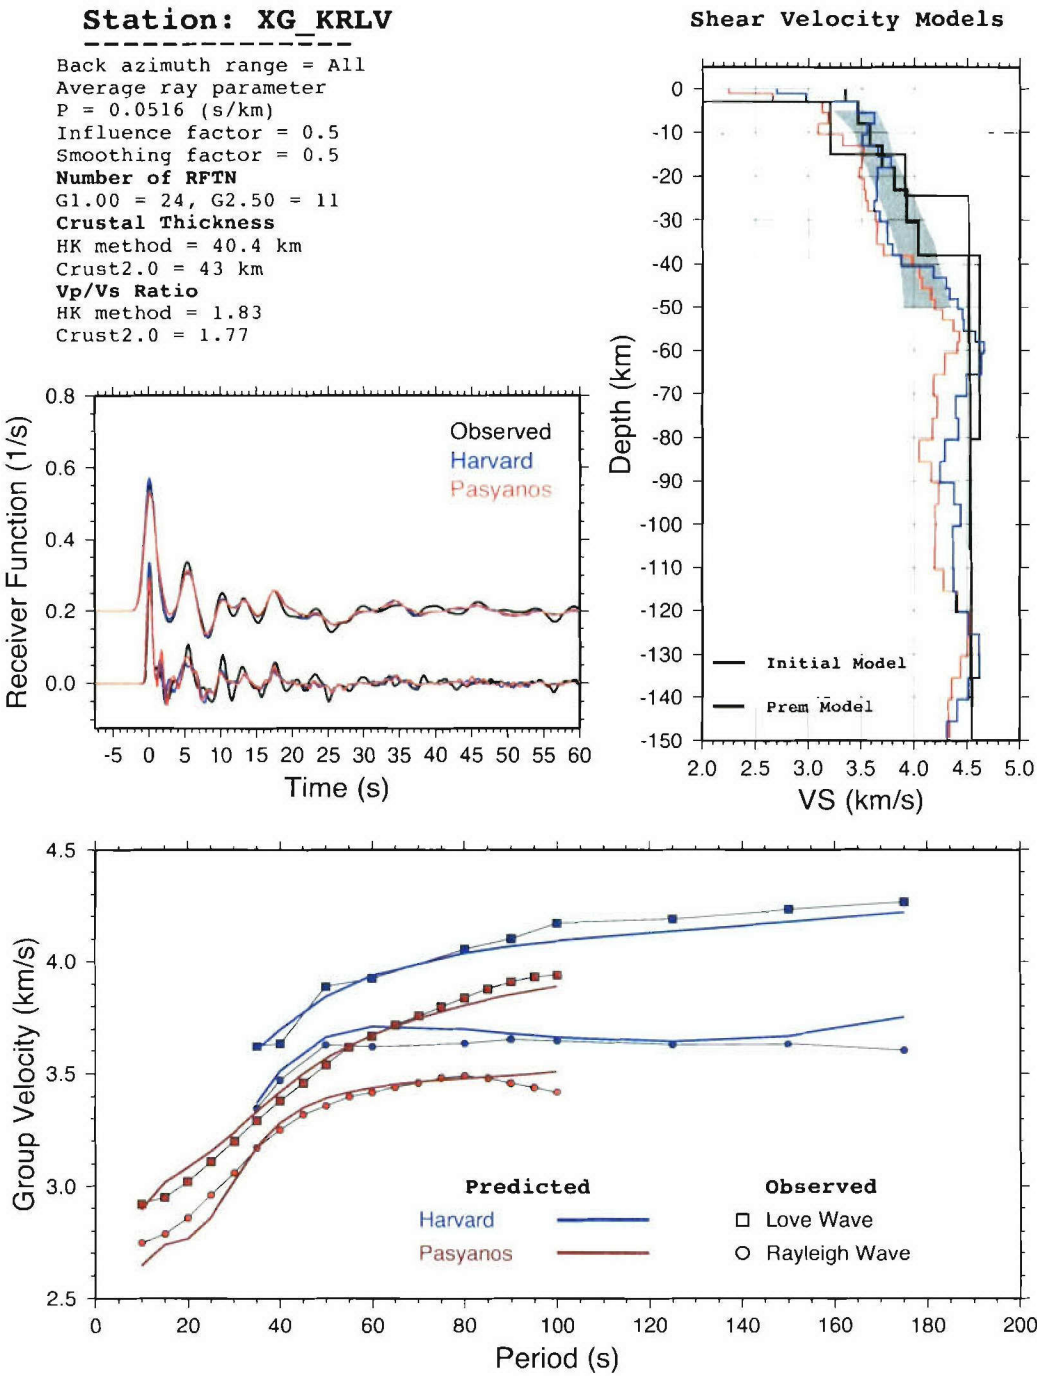 Station: XG_KRLV
Back azimuth range = All
Average ray parameter
P = 0.0516 (s/km)
Influence factor = 0.5
Smoothing factor = 0.5
Number of RFTN
G1.00 = 24, G2.50 = 11
Crustal Thickness
HK method = 40.4 km
Crust2.0 = 43 km
Vp/Vs Ratio
HK method = 1.83
Crust2.0 = 1.77
Shear Velocity Models
0
-10
-20
-30
-40
-50
-60
-70
-80
-90
-100
-110
-120
-130
-140
-150
Depth (km)
Initial Model
Prem Model
2.0 2.5 3.0 3.5 4.0 4.5 5.0
VS (km/s)
0.8
0.6
0.4
0.2
0.0
Receiver Function (1/s)
Observed
Harvard
Pasyanos
-5 0 5 10 15 20 25 30 35 40 45 50 55 60
Time (s)
4.5
4.0
3.5
3.0
2.5
Group Velocity (km/s)
Predicted Observed
Harvard Love Wave
Pasyanos Rayleigh Wave
0 20 40 60 80 100 120 140 160 180 200
Period (s)